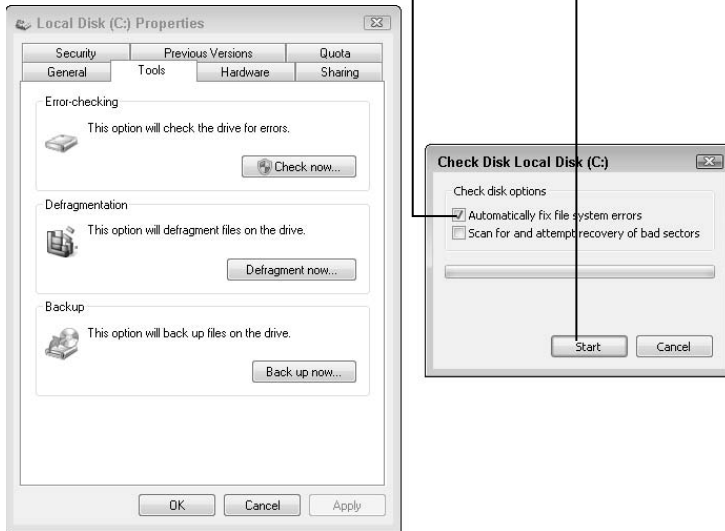 Local Disk (C:) Properties
Security Previous Versions Quota
General Tools Hardware Sharing
Error-checking
This option will check the drive for errors.
Check now...
Defragmentation
This option will defragment files on the drive.
Defragment now...
Backup
This option will back up files on the drive.
Back up now...
OK Cancel Apply
Check Disk Local Disk (C:)
Check disk options
Automatically fix file system errors
Scan for and attempt recovery of bad sectors
Start Cancel